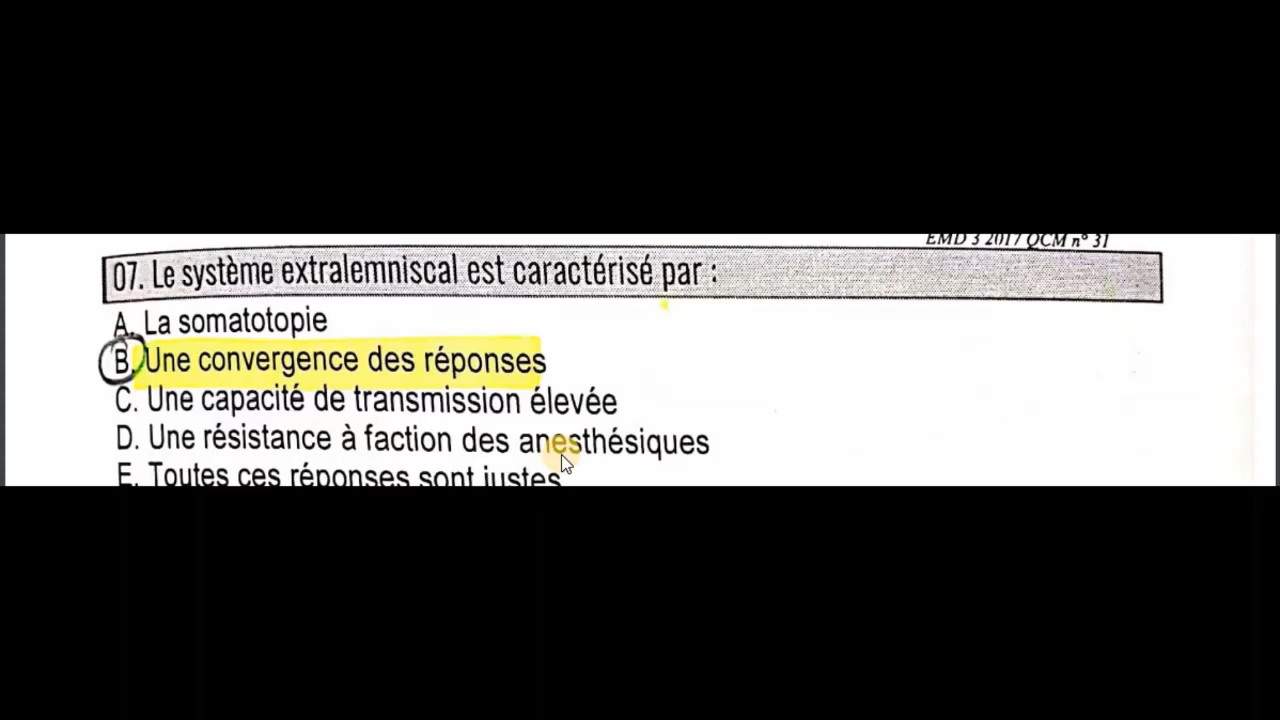 EMD 3 2017 QCM n° 31
07. Le système extralemniscal est caractérisé par :
A. La somatotopie
B. Une convergence des réponses
C. Une capacité de transmission élevée
D. Une résistance à faction des anesthésiques
E. Toutes ces réponses sont justes